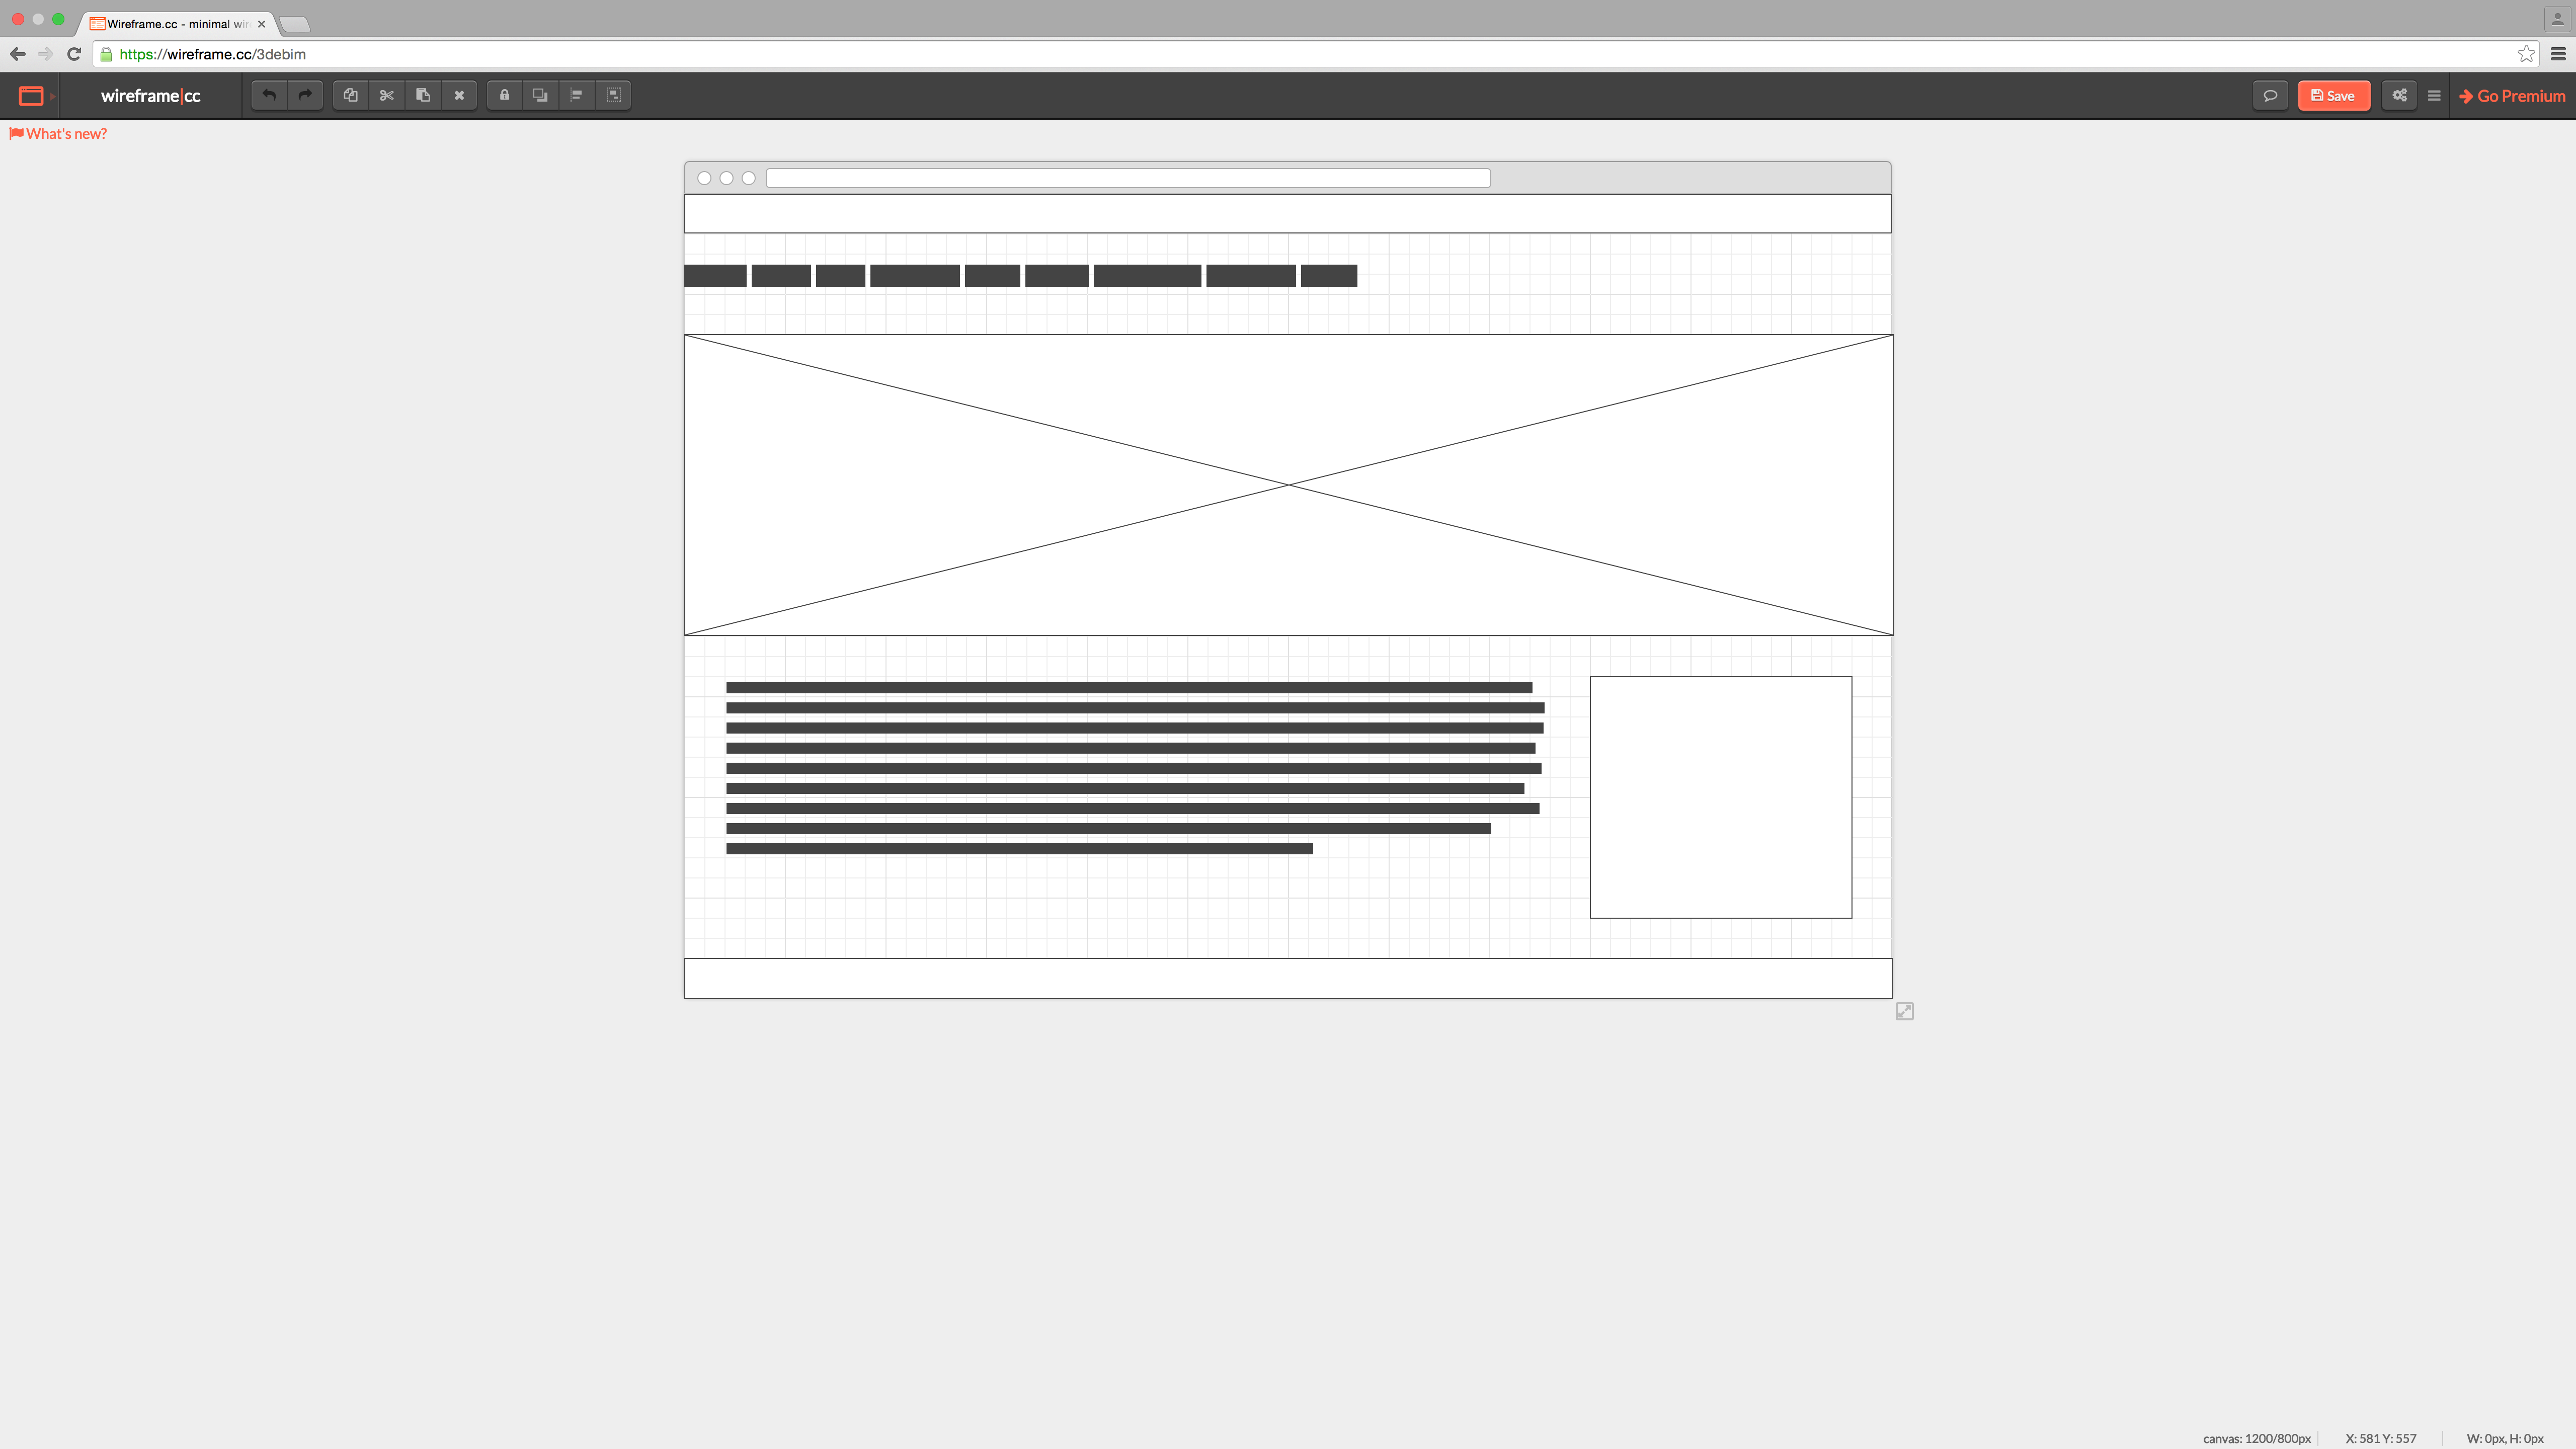 Wireframe.cc - minimal wir
https://wireframe.cc/3debim
wireframe|cc
Save
Go Premium
What's new?
canvas: 1200/800px
X: 581 Y: 557
W: 0px, H: 0px